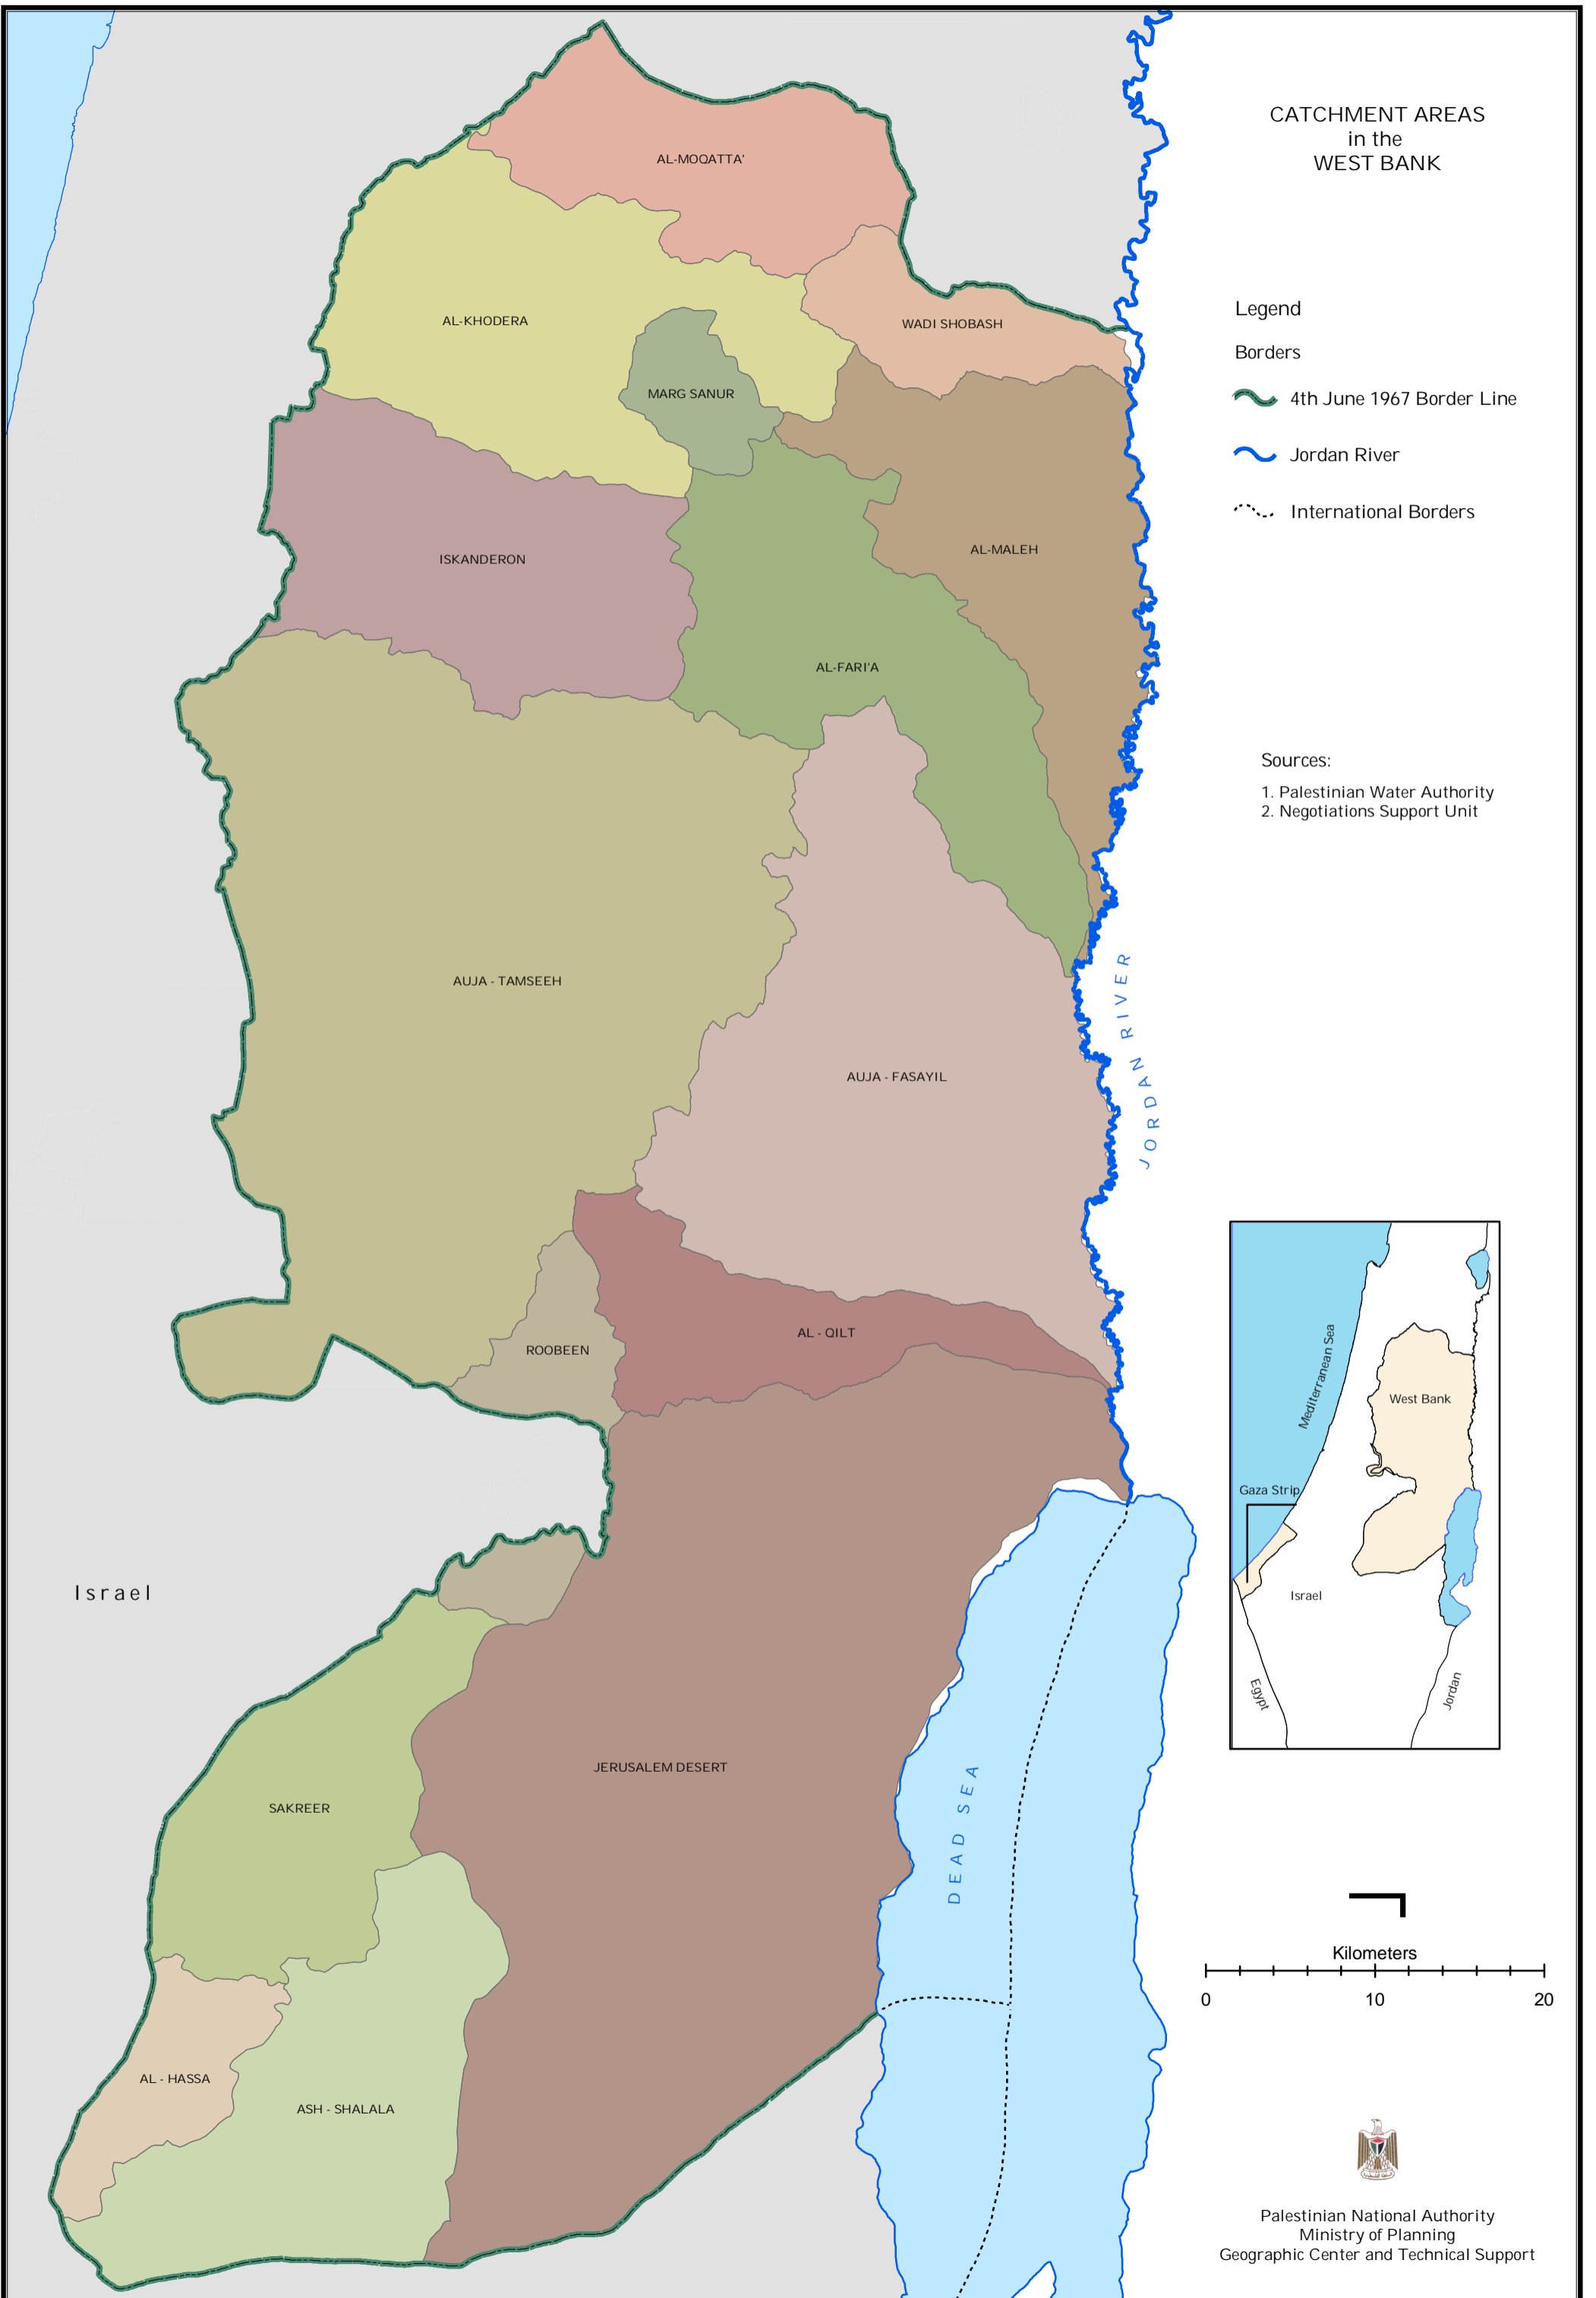 CATCHMENT AREAS
in the
WEST BANK
Legend
Borders
4th June 1967 Border Line
Jordan River
International Borders
Sources:
1. Palestinian Water Authority
2. Negotiations Support Unit
AL-MOQATTA'
AL-KHODERA
WADI SHOBASH
MARG SANUR
ISKANDERON
AL-MALEH
AL-FARI'A
AUJA - TAMSEEH
AUJA - FASAYIL
JORDAN RIVER
AL - QILT
ROOBEEN
Israel
JERUSALEM DESERT
DEAD SEA
SAKREER
AL - HASSA
ASH - SHALALA
Mediterranean Sea
West Bank
Gaza Strip
Israel
Egypt
Jordan
Kilometers
0 10 20
Palestinian National Authority
Ministry of Planning
Geographic Center and Technical Support